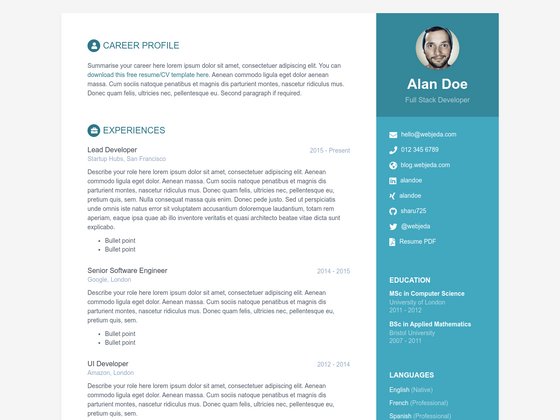 CAREER PROFILE
Summarise your career here lorem ipsum dolor sit amet, consectetuer adipiscing elit. You can
download this free resume/CV template here. Aenean commodo ligula eget dolor aenean
massa. Cum sociis natoque penatibus et magnis dis parturient montes, nascetur ridiculus mus.
Donec quam felis, ultricies nec, pellentesque eu. Second paragraph if required.
EXPERIENCES
Lead Developer
2015 - Present
Startup Hubs, San Francisco
Describe your role here lorem ipsum dolor sit amet, consectetuer adipiscing elit. Aenean
commodo ligula eget dolor. Aenean massa. Cum sociis natoque penatibus et magnis dis
parturient montes, nascetur ridiculus mus. Donec quam felis, ultricies nec, pellentesque eu,
pretium quis, sem. Nulla consequat massa quis enim. Donec pede justo. Sed ut perspiciatis
unde omnis iste natus error sit voluptatem accusantium doloremque laudantium, totam rem
aperiam, eaque ipsa quae ab illo inventore veritatis et quasi architecto beatae vitae dicta sunt
explicabo.
Bullet point
Bullet point
Senior Software Engineer
2014 - 2015
Google, London
Describe your role here lorem ipsum dolor sit amet, consectetuer adipiscing elit. Aenean
commodo ligula eget dolor. Aenean massa. Cum sociis natoque penatibus et magnis dis
parturient montes, nascetur ridiculus mus. Donec quam felis, ultricies nec, pellentesque eu,
pretium quis, sem.
Bullet point
Bullet point
UI Developer
2012 - 2014
Amazon, London
Describe your role here lorem ipsum dolor sit amet, consectetuer adipiscing elit. Aenean
commodo ligula eget dolor. Aenean massa. Cum sociis natoque penatibus et magnis dis
parturient montes, nascetur ridiculus mus. Donec quam felis, ultricies nec, pellentesque eu,
pretium quis, sem.
Alan Doe
Full Stack Developer
hello@webjeda.com
012 345 6789
blog.webjeda.com
alandoe
alandoe
sharu725
@webjeda
Resume PDF
EDUCATION
MSc in Computer Science
University of London
2011 - 2012
BSc in Applied Mathematics
Bristol University
2007 - 2011
LANGUAGES
English (Native)
French (Professional)
Spanish (Professional)